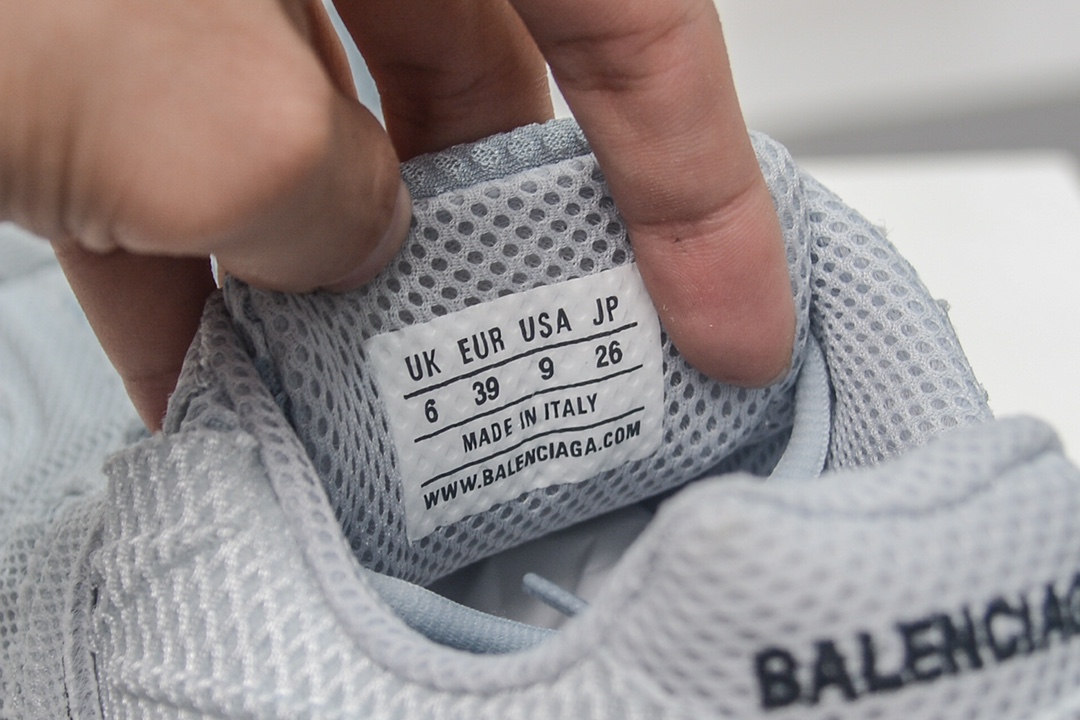 UK EUR USA JP
6 39 9 26
MADE IN ITALY
WWW.BALENCIAGA.COM
BALENCIAG